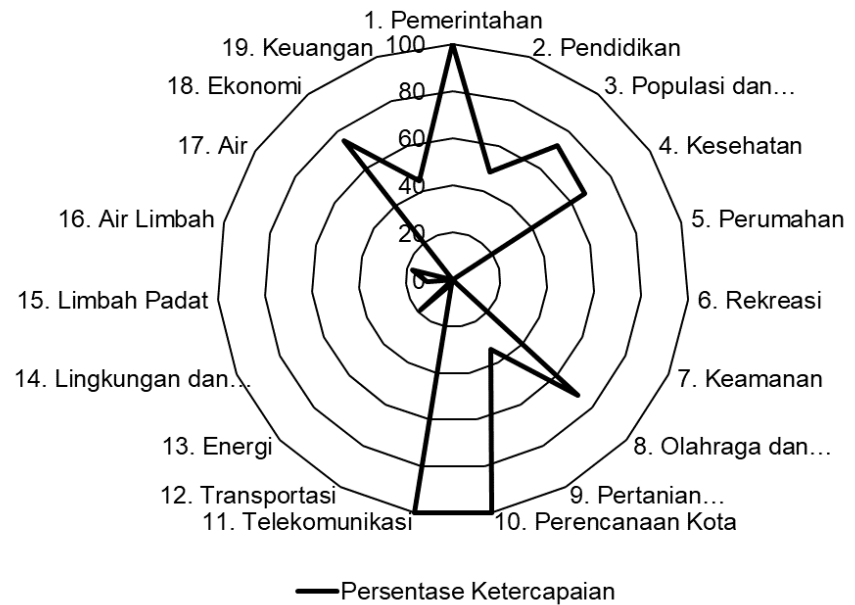 1. Pemerintahan
2. Pendidikan
3. Populasi dan...
4. Kesehatan
5. Perumahan
6. Rekreasi
7. Keamanan
8. Olahraga dan...
9. Pertanian...
10. Perencanaan Kota
11. Telekomunikasi
12. Transportasi
13. Energi
14. Lingkungan dan...
15. Limbah Padat
16. Air Limbah
17. Air
18. Ekonomi
19. Keuangan
100
80
60
40
20
0
Persentase Ketercapaian